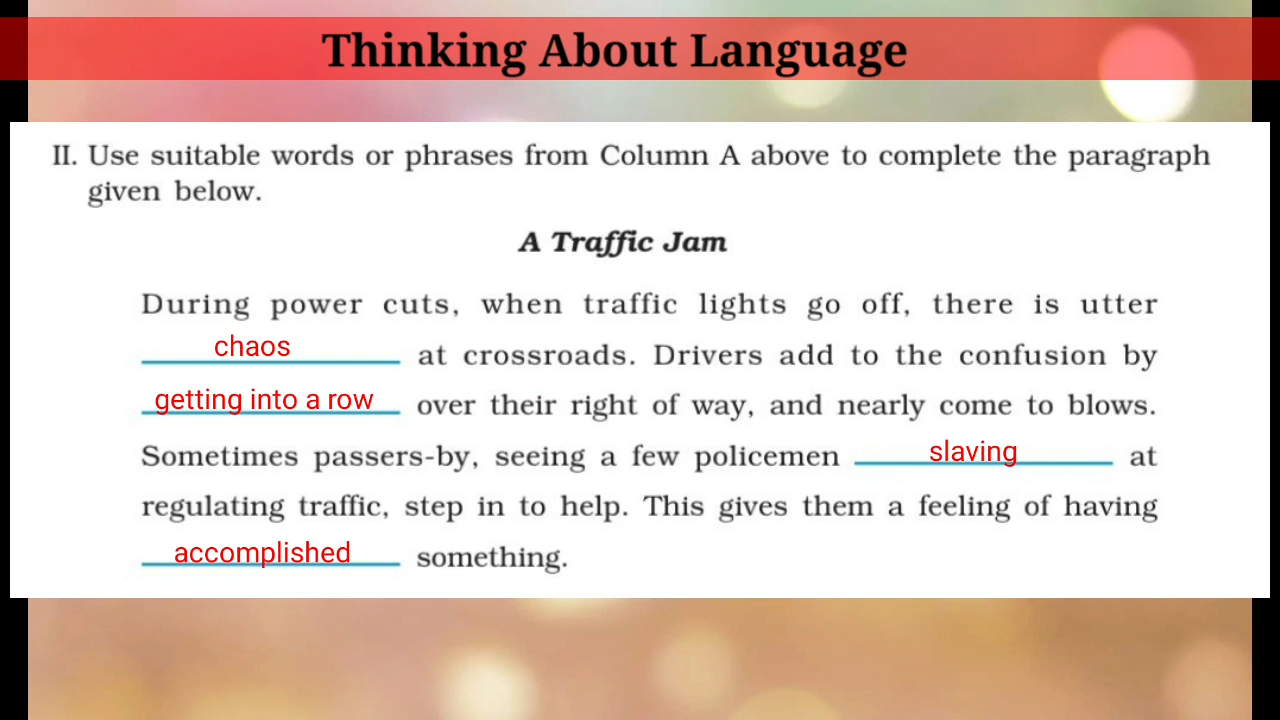 Thinking About Language
II. Use suitable words or phrases from Column A above to complete the paragraph
given below.
A Traffic Jam
During power cuts, when traffic lights go off, there is utter
chaos at crossroads. Drivers add to the confusion by
getting into a row over their right of way, and nearly come to blows.
Sometimes passers-by, seeing a few policemen slaving at
regulating traffic, step in to help. This gives them a feeling of having
accomplished something.